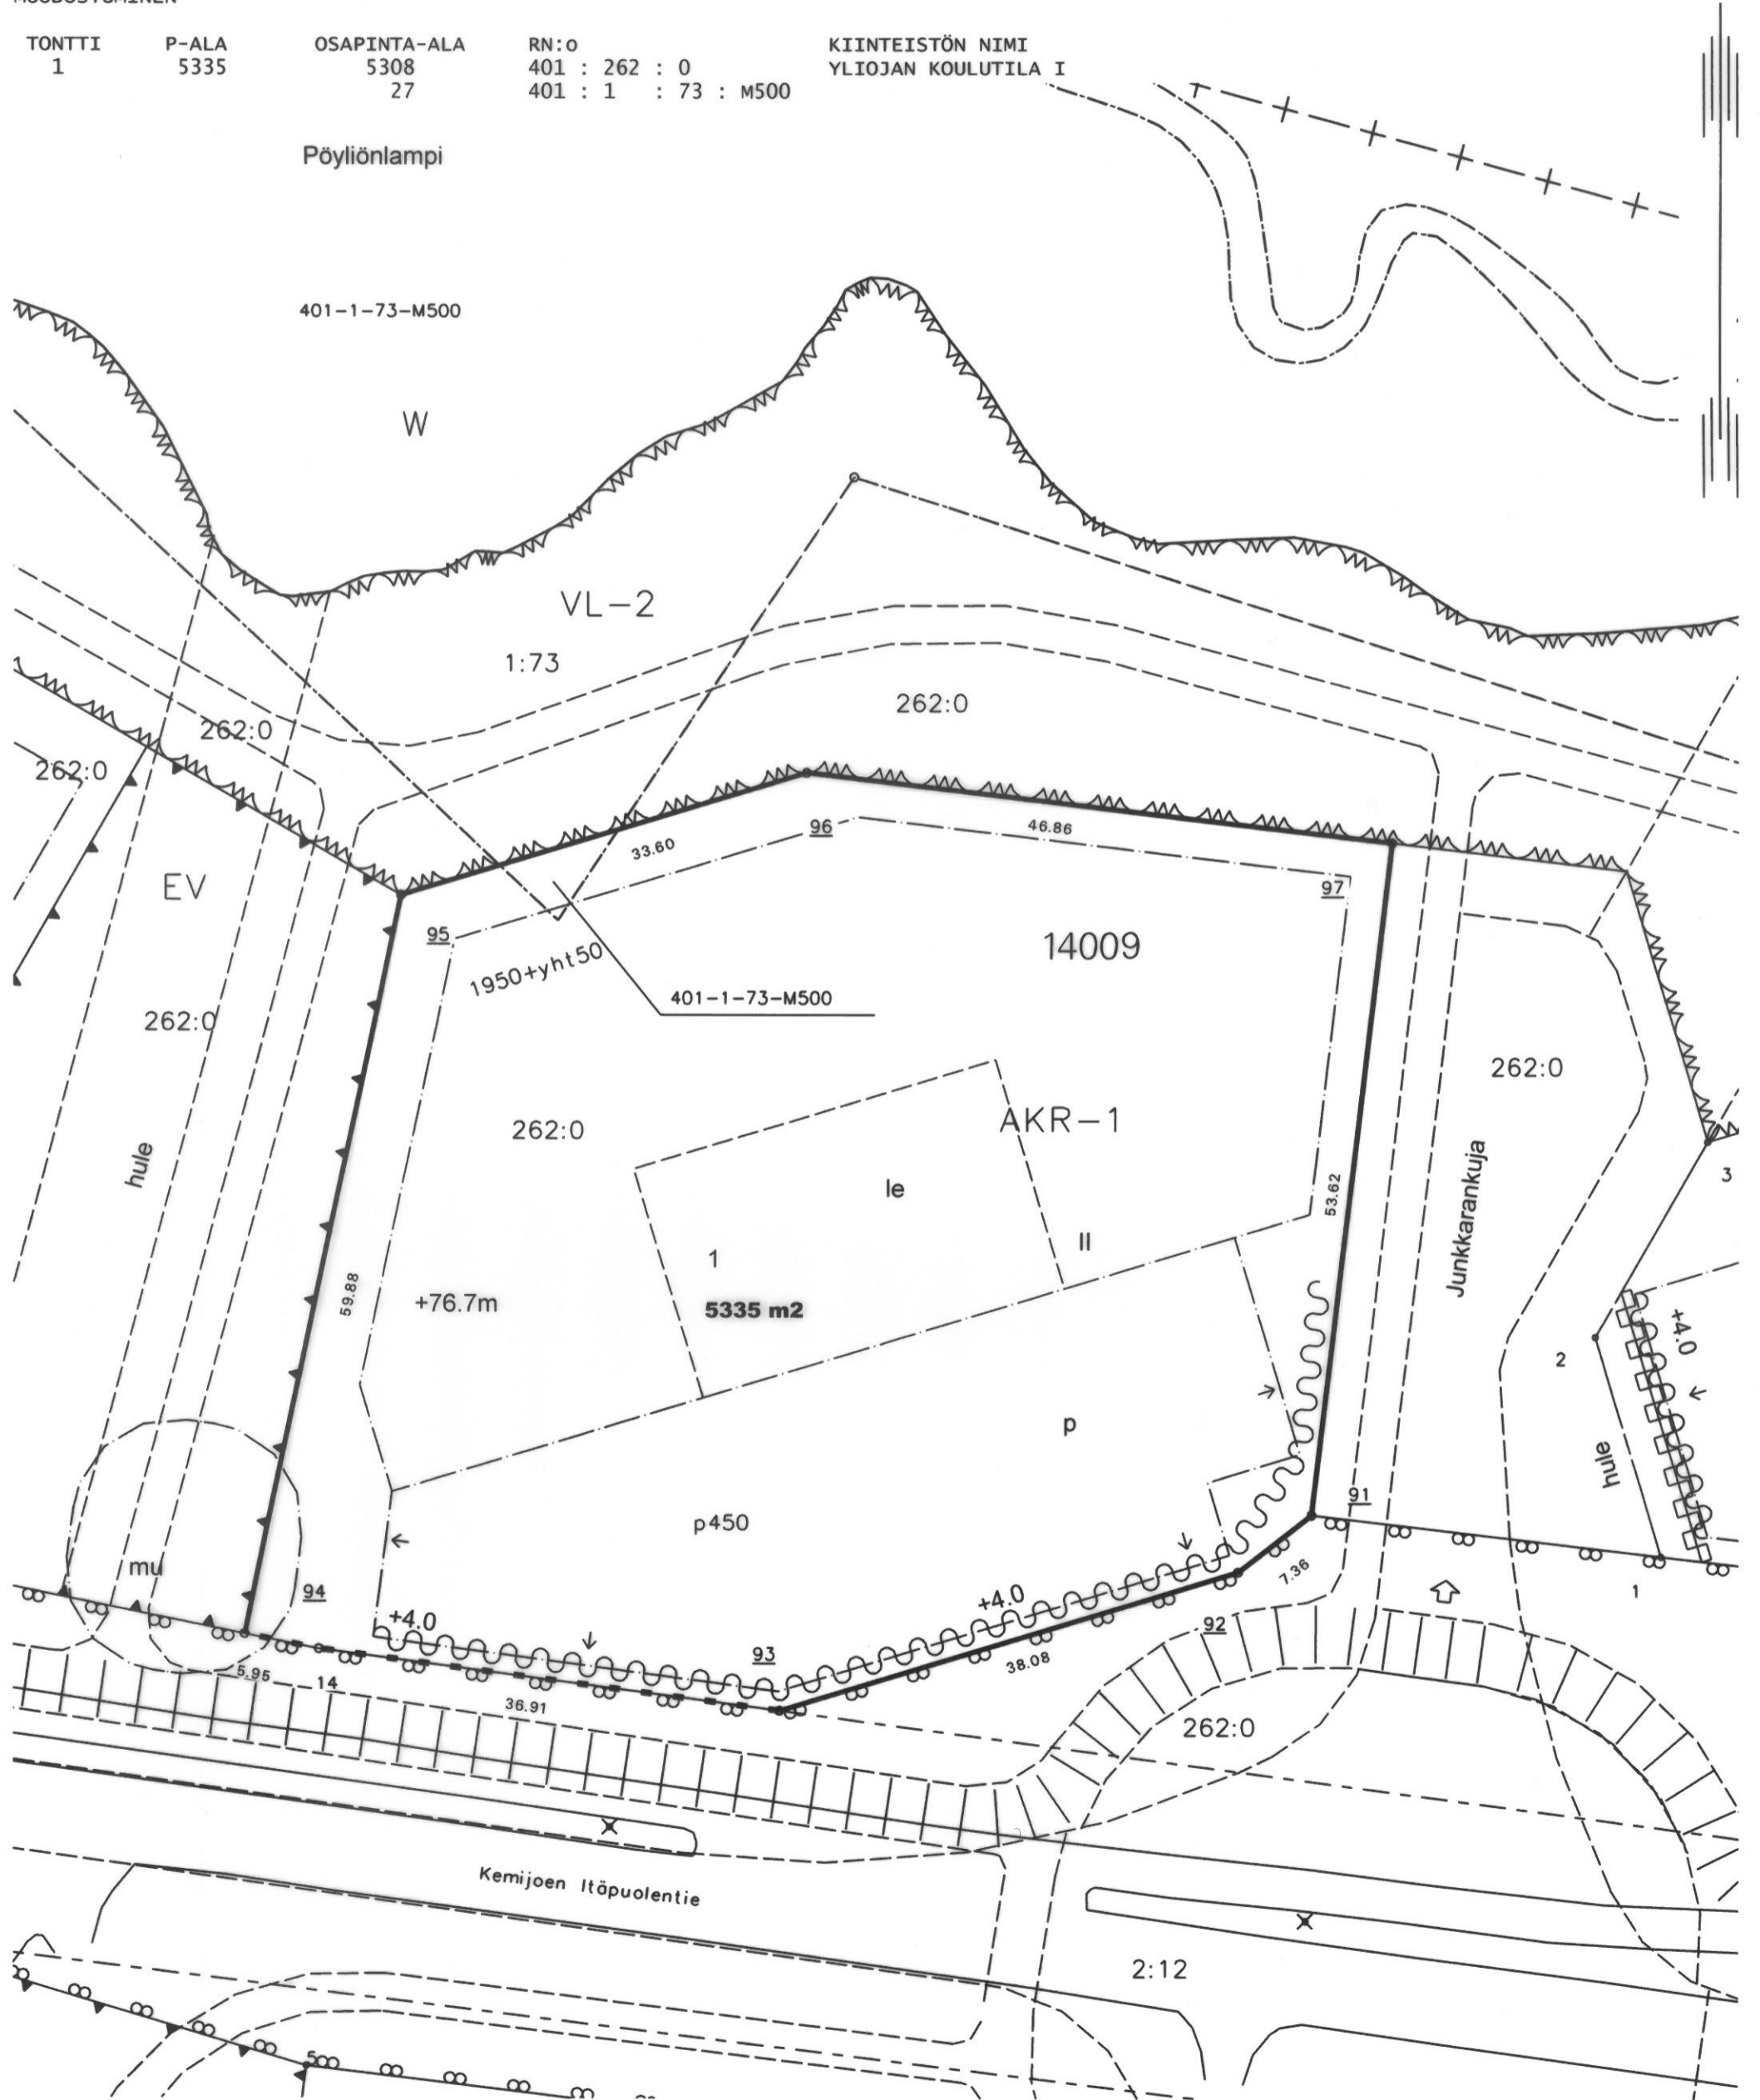 TONTTI P-ALA OSAPINTA-ALA RN:o KIINTEISTÖN NIMI
1 5335 5308 401 : 262 : 0 YLIOJAN KOULUTILA I
27 401 : 1 : 73 : M500
Pöyliönlampi
401-1-73-M500
W
VL-2
1:73
262:0
262:0
262:0
96
46.86
33.60
EV
97
95
14009
1950+yht50
401-1-73-M500
262:0
262:0
AKR-1
262:0
hule
Junkkarankuja
3
le
53.62
II
1
59.88
+76.7m
5335 m2
+4.0
2
p
hule
91
p450
mu
7.36
94
+4.0
+4.0
1
92
93
38.08
5.95
14
36.91
262:0
Kemijoen Itäpuolentie
2:12
5